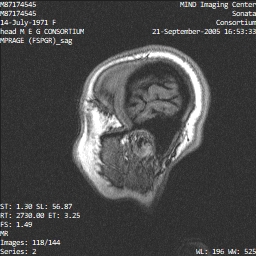 M87174545
M87174545
14-July-1971 F
head M E G CONSORTIUM
MPRAGE (FSPGR)_sag
MIND Imaging Center
Sonata
Consortium
21-September-2005 16:53:33
ST: 1.30 SL: 56.87
RT: 2730.00 ET: 3.25
FS: 1.49
MR
Images: 118/144
Series: 2
WL: 196 WW: 525